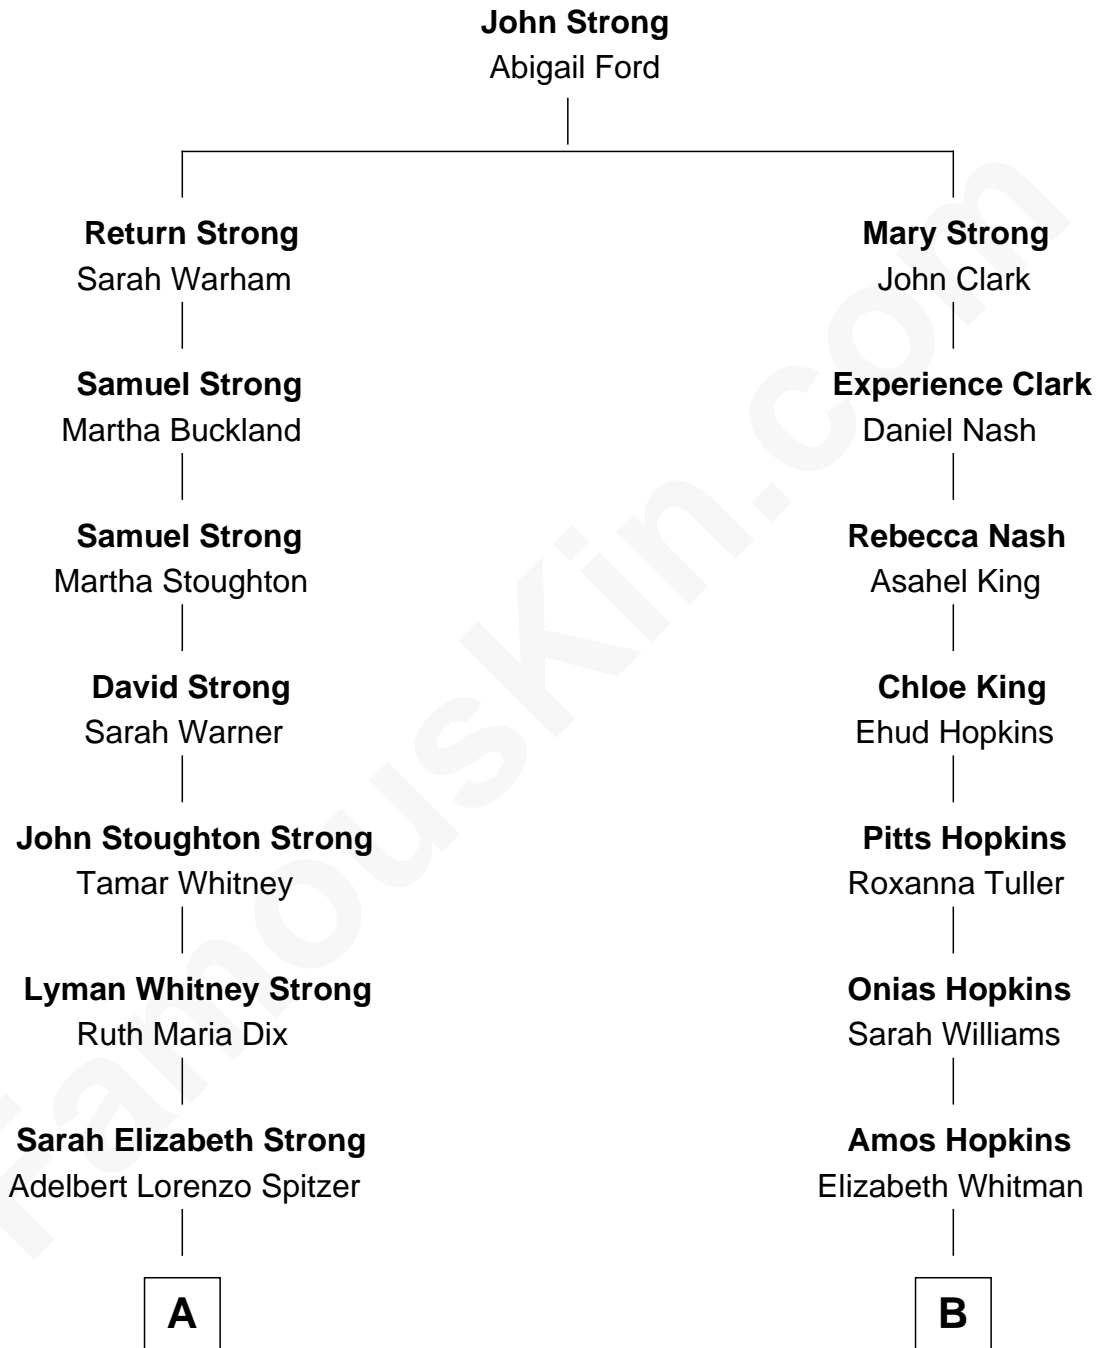 John Strong
Abigail Ford
Return Strong
Sarah Warham
Mary Strong
John Clark
Samuel Strong
Martha Buckland
Experience Clark
Daniel Nash
Samuel Strong
Martha Stoughton
Rebecca Nash
Asahel King
David Strong
Sarah Warner
Chloe King
Ehud Hopkins
John Stoughton Strong
Tamar Whitney
Pitts Hopkins
Roxanna Tuller
Lyman Whitney Strong
Ruth Maria Dix
Onias Hopkins
Sarah Williams
Sarah Elizabeth Strong
Adelbert Lorenzo Spitzer
Amos Hopkins
Elizabeth Whitman
A
B
FamousKin.com